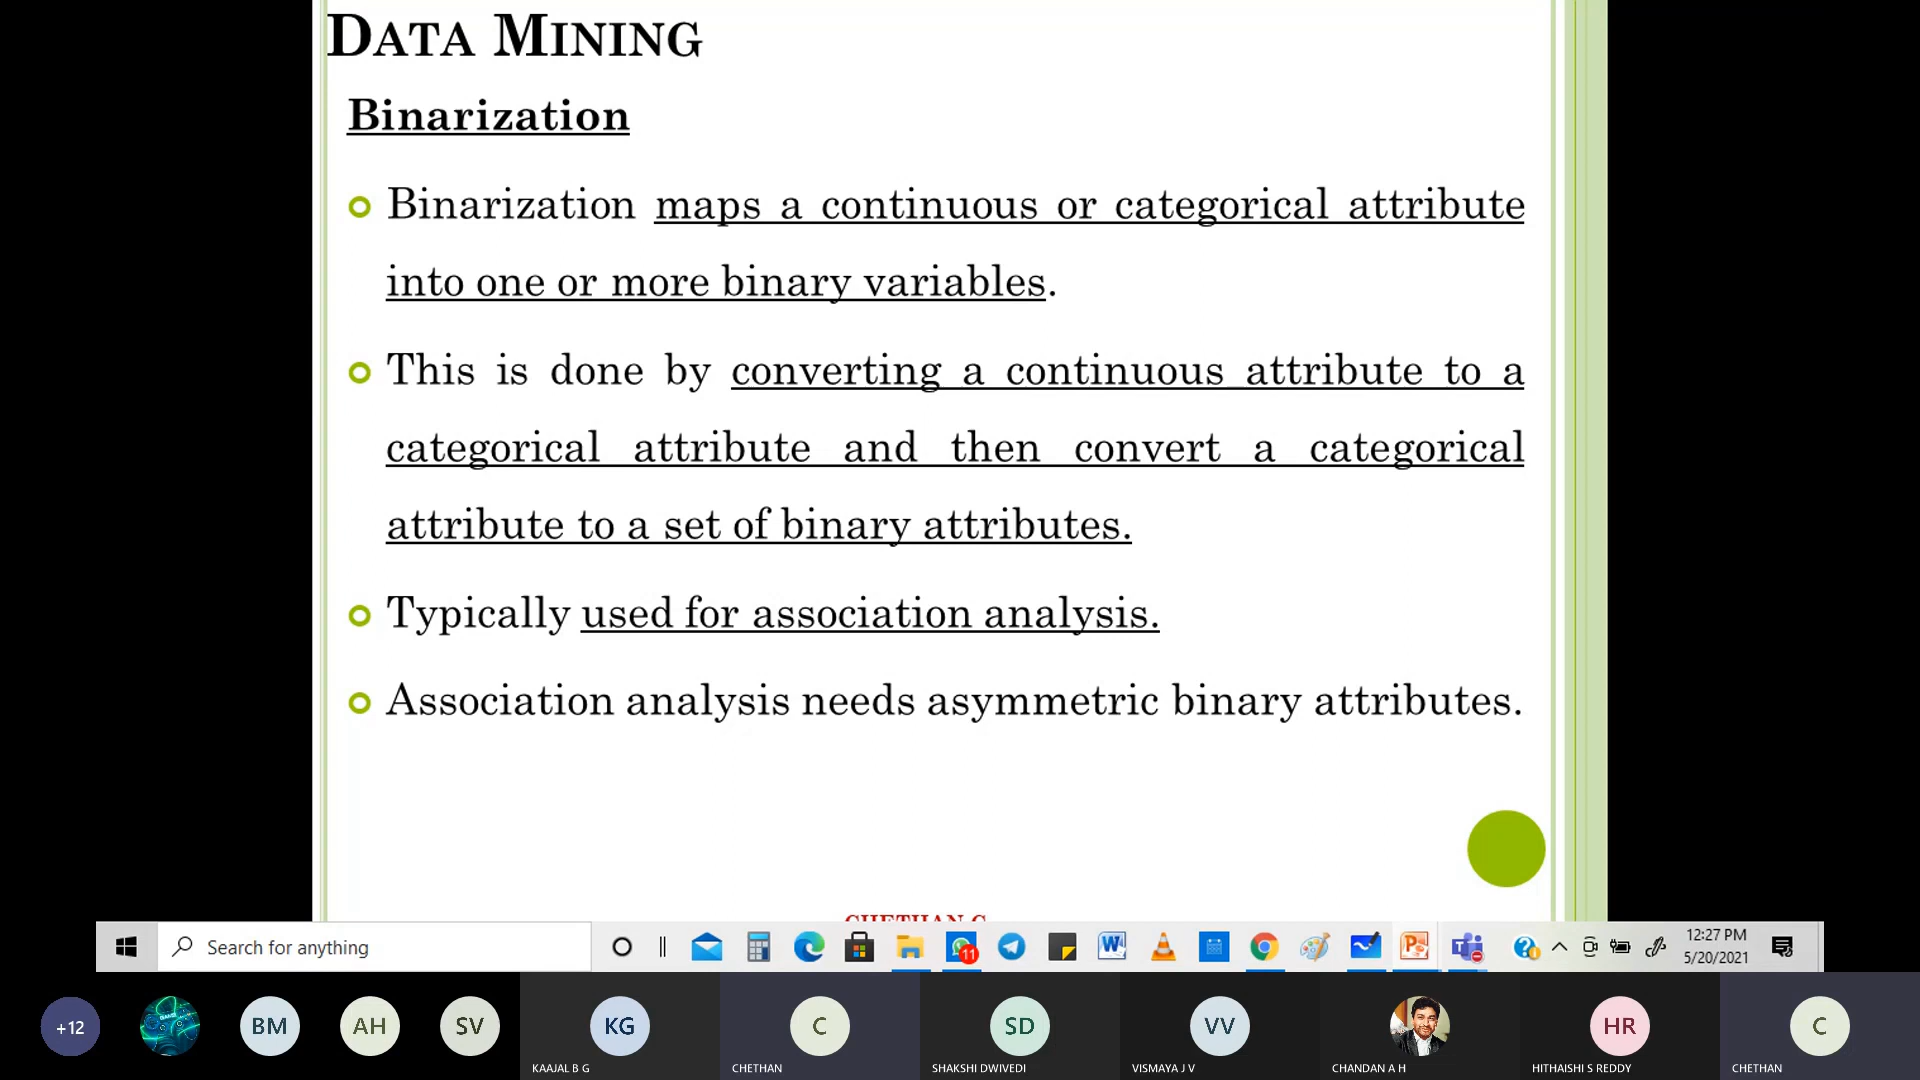 DATA MINING
Binarization
Binarization maps a continuous or categorical attribute
into one or more binary variables.
This is done by converting a continuous attribute to a
categorical attribute and then convert a categorical
attribute to a set of binary attributes.
Typically used for association analysis.
Association analysis needs asymmetric binary attributes.
CHETHAN C
Search for anything
11
12:27 PM
5/20/2021
+12
BM
AH
SV
KG
C
SD
VV
HR
C
KAAJAL B G
CHETHAN
SHAKSHI DWIVEDI
VISMAYA J V
CHANDAN A H
HITHAISHI S REDDY
CHETHAN